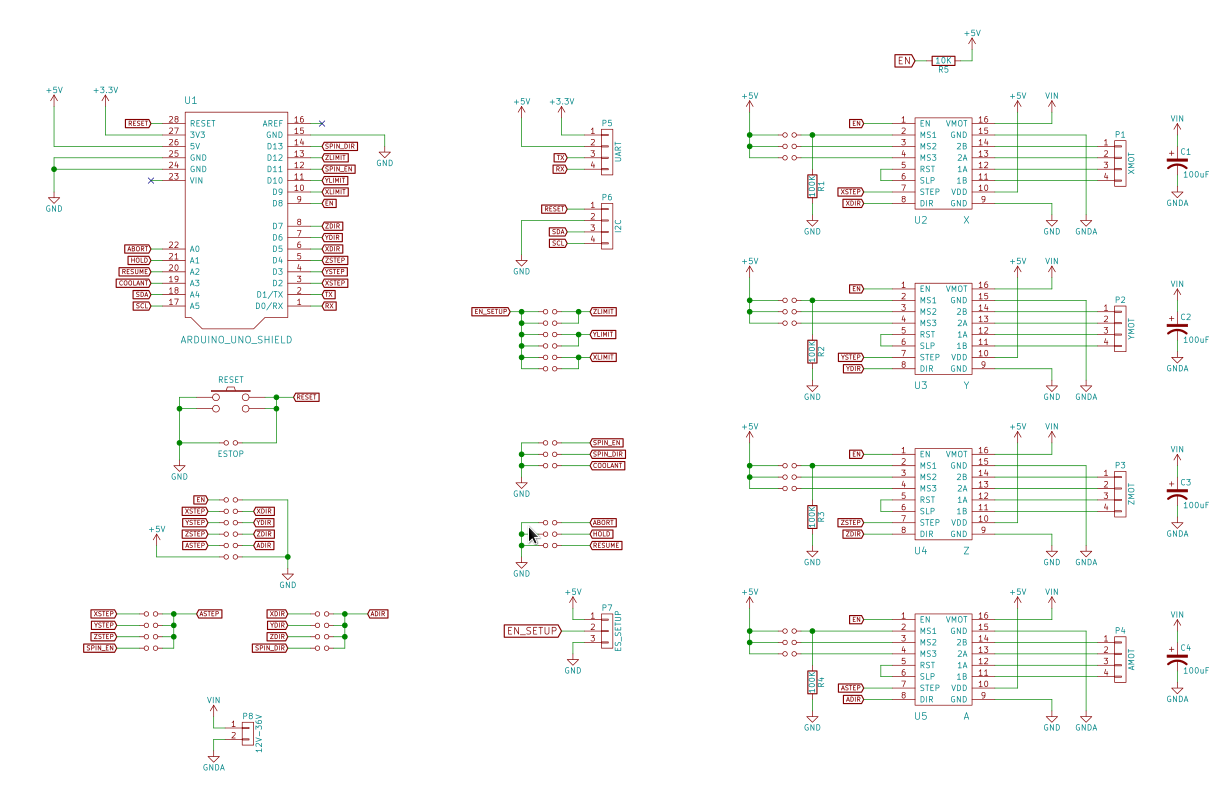 +5V
EN
10K
R5
+5V
+3.3V
U1
RESET 28 RESET AREF 16
27 3V3 GND 15
26 5V D13 14 SPIN_DIR
25 GND D12 13 ZLIMIT
24 GND D11 12 SPIN_EN
23 VIN D10 11 YLIMIT
D9 10 XLIMIT
D8 9 EN
D7 8 ZDIR
D6 7 YDIR
ABORT 22 A0 D5 6 XDIR
HOLD 21 A1 D4 5 ZSTEP
RESUME 20 A2 D3 4 YSTEP
COOLANT 19 A3 D2 3 XSTEP
SDA 18 A4 D1/TX 2 TX
SCL 17 A5 D0/RX 1 RX
GND
GND
ARDUINO_UNO_SHIELD
RESET
RESET
ESTOP
GND
EN
XSTEP XDIR
+5V
YSTEP YDIR
ZSTEP ZDIR
ASTEP ADIR
GND
XSTEP ASTEP
YSTEP
ZSTEP
SPIN_EN
XDIR ADIR
YDIR
ZDIR
SPIN_DIR
VIN
P8
1
2
12V-36V
GNDA
+5V
+3.3V
P5
1
2
TX 3
RX 4
UART
P6
RESET 1
2
SDA 3
SCL 4
I2C
GND
EN_SETUP ZLIMIT
YLIMIT
XLIMIT
SPIN_EN
SPIN_DIR
COOLANT
GND
ABORT
HOLD
RESUME
GND
+5V
P7
1
EN_SETUP 2
3
ES_SETUP
GND
+5V
+5V
VIN
EN 1 EN VMOT 16
2 MS1 GND 15
3 MS2 2B 14
4 MS3 2A 13
5 RST 1A 12
6 SLP 1B 11
XSTEP 7 STEP VDD 10
XDIR 8 DIR GND 9
100K
R1
U2 X
GND
GND
GNDA
P1
1
2
3
4
XMOT
VIN
+
C1
100uF
GNDA
+5V
+5V
VIN
EN 1 EN VMOT 16
2 MS1 GND 15
3 MS2 2B 14
4 MS3 2A 13
5 RST 1A 12
6 SLP 1B 11
YSTEP 7 STEP VDD 10
YDIR 8 DIR GND 9
100K
R2
U3 Y
GND
GND
GNDA
P2
1
2
3
4
YMOT
VIN
+
C2
100uF
GNDA
+5V
+5V
VIN
EN 1 EN VMOT 16
2 MS1 GND 15
3 MS2 2B 14
4 MS3 2A 13
5 RST 1A 12
6 SLP 1B 11
ZSTEP 7 STEP VDD 10
ZDIR 8 DIR GND 9
100K
R3
U4 Z
GND
GND
GNDA
P3
1
2
3
4
ZMOT
VIN
+
C3
100uF
GNDA
+5V
+5V
VIN
EN 1 EN VMOT 16
2 MS1 GND 15
3 MS2 2B 14
4 MS3 2A 13
5 RST 1A 12
6 SLP 1B 11
ASTEP 7 STEP VDD 10
ADIR 8 DIR GND 9
100K
R4
U5 A
GND
GND
GNDA
P4
1
2
3
4
AMOT
VIN
+
C4
100uF
GNDA